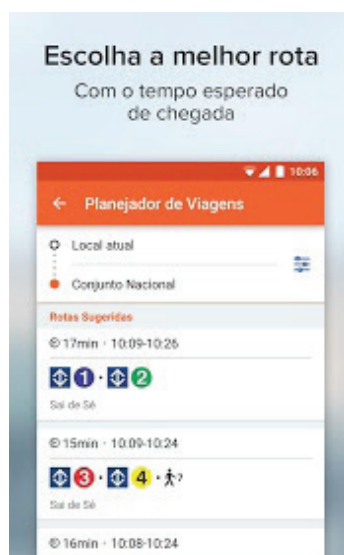 Escolha a melhor rota
Com o tempo esperado
de chegada
10:06
Planejador de Viagens
Local atual
Conjunto Nacional
Rotas Sugeridas
17min · 10:09-10:26
1 · 2
Sai de Sé
15min · 10:09-10:24
3 · 4 · 7
Sai de Sé
16min · 10:08-10:24